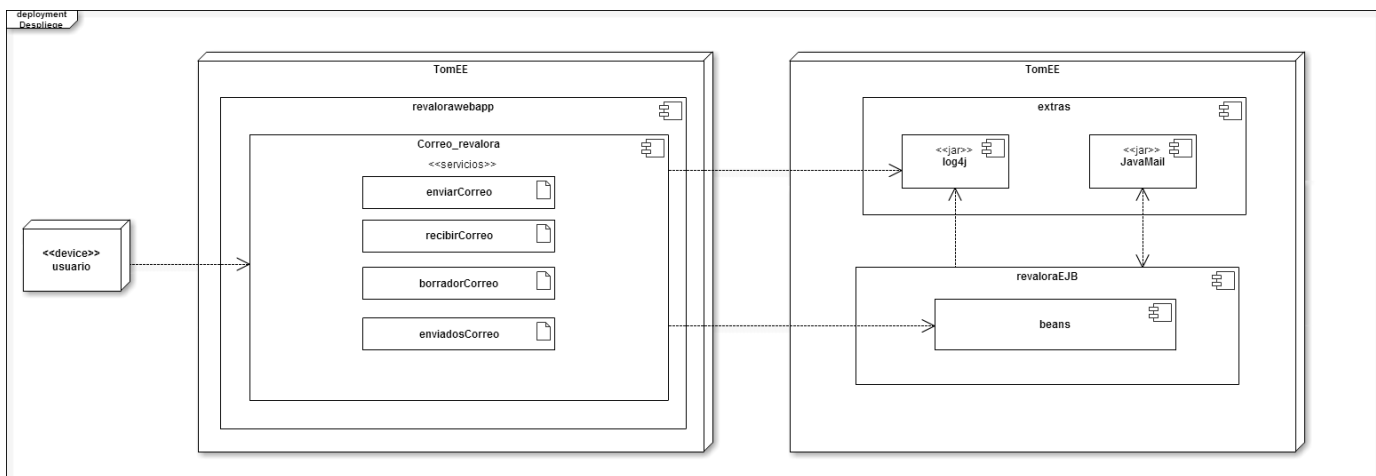 deployment
Despliege
TomEE
revalorawebapp
Correo_revalora
<<servicios>>
enviarCorreo
recibirCorreo
borradorCorreo
enviadosCorreo
<<device>>
usuario
TomEE
extras
<<jar>>
log4j
<<jar>>
JavaMail
revaloraEJB
beans